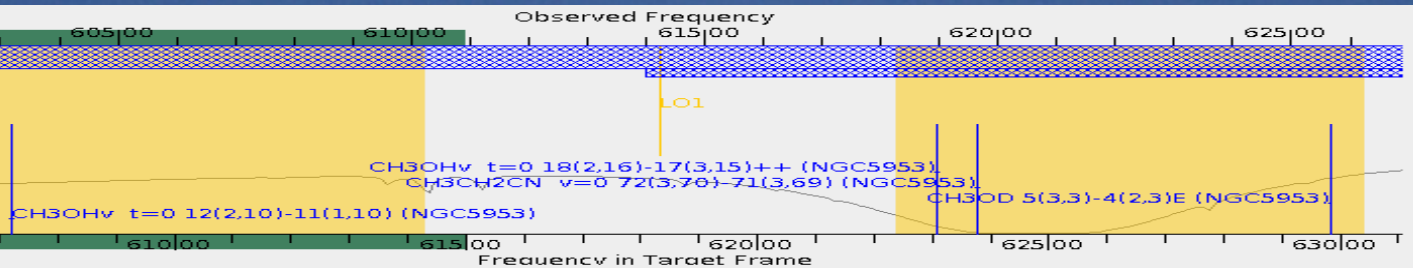 Observed Frequency
605|00 610|00 615|00 620|00 625|00
LO1
CH3OHv t=0 18(2,16)-17(3,15)++ (NGC5953)
CH3CH2CN v=0 72(3,70)-71(3,69) (NGC5953)
CH3OD 5(3,3)-4(2,3)E (NGC5953)
CH3OHv t=0 12(2,10)-11(1,10) (NGC5953)
610|00 615|00 620|00 625|00 630|00
Frequency in Target Frame